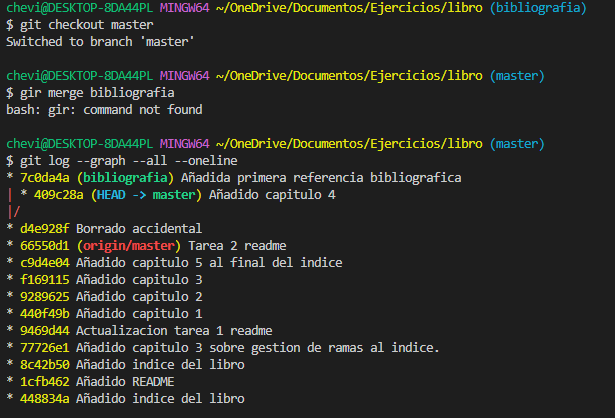 chevi@DESKTOP-8DA44PL MINGW64 ~/OneDrive/Documentos/Ejercicios/libro (bibliografia)
$ git checkout master
Switched to branch 'master'
chevi@DESKTOP-8DA44PL MINGW64 ~/OneDrive/Documentos/Ejercicios/libro (master)
$ gir merge bibliografia
bash: gir: command not found
chevi@DESKTOP-8DA44PL MINGW64 ~/OneDrive/Documentos/Ejercicios/libro (master)
$ git log --graph --all --oneline
* 7c0da4a (bibliografia) Añadida primera referencia bibliografica
| * 409c28a (HEAD -> master) Añadido capitulo 4
|/
* d4e928f Borrado accidental
* 66550d1 (origin/master) Tarea 2 readme
* c9d4e04 Añadido capitulo 5 al final del indice
* f169115 Añadido capitulo 3
* 9289625 Añadido capitulo 2
* 440f49b Añadido capitulo 1
* 9469d44 Actualizacion tarea 1 readme
* 77726e1 Añadido capitulo 3 sobre gestion de ramas al indice.
* 8c42b50 Añadido indice del libro
* 1cfb462 Añadido README
* 448834a Añadido indice del libro